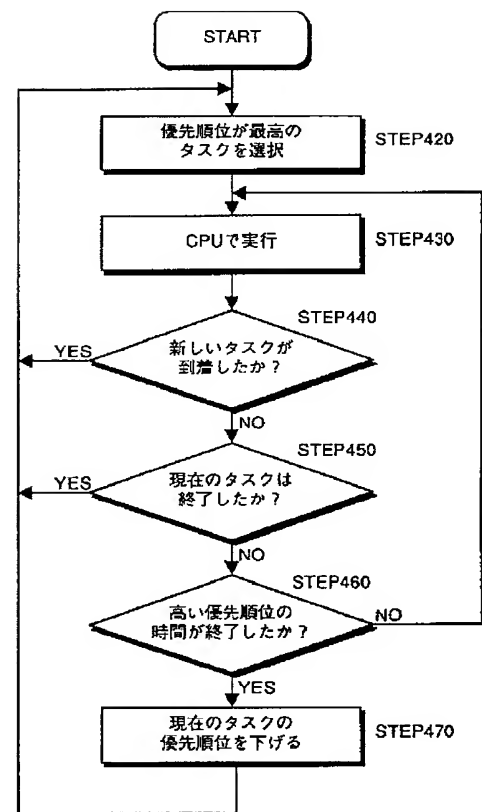 START
優先順位が最高の
タスクを選択
STEP420
CPUで実行
STEP430
STEP440
新しいタスクが
到着したか？
YES
NO
STEP450
現在のタスクは
終了したか？
YES
NO
STEP460
高い優先順位の
時間が終了したか？
NO
YES
現在のタスクの
優先順位を下げる
STEP470